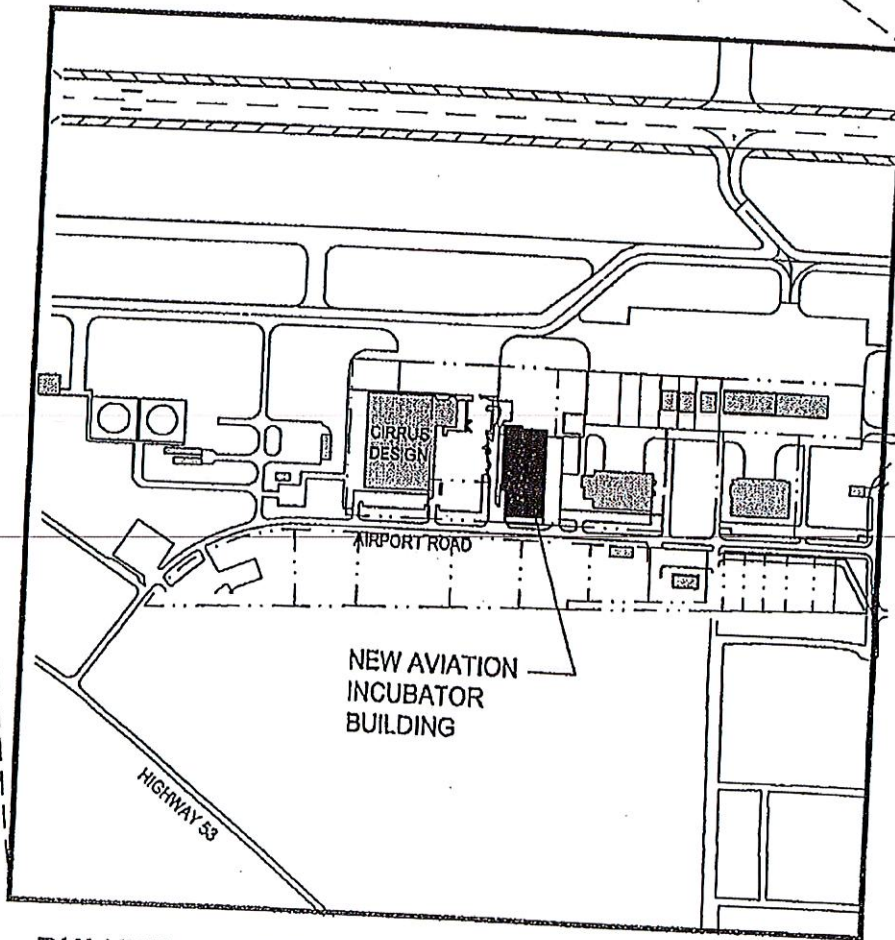 CIRRUS
DESIGN
AIRPORT ROAD
NEW AVIATION
INCUBATOR
BUILDING
HIGHWAY 53